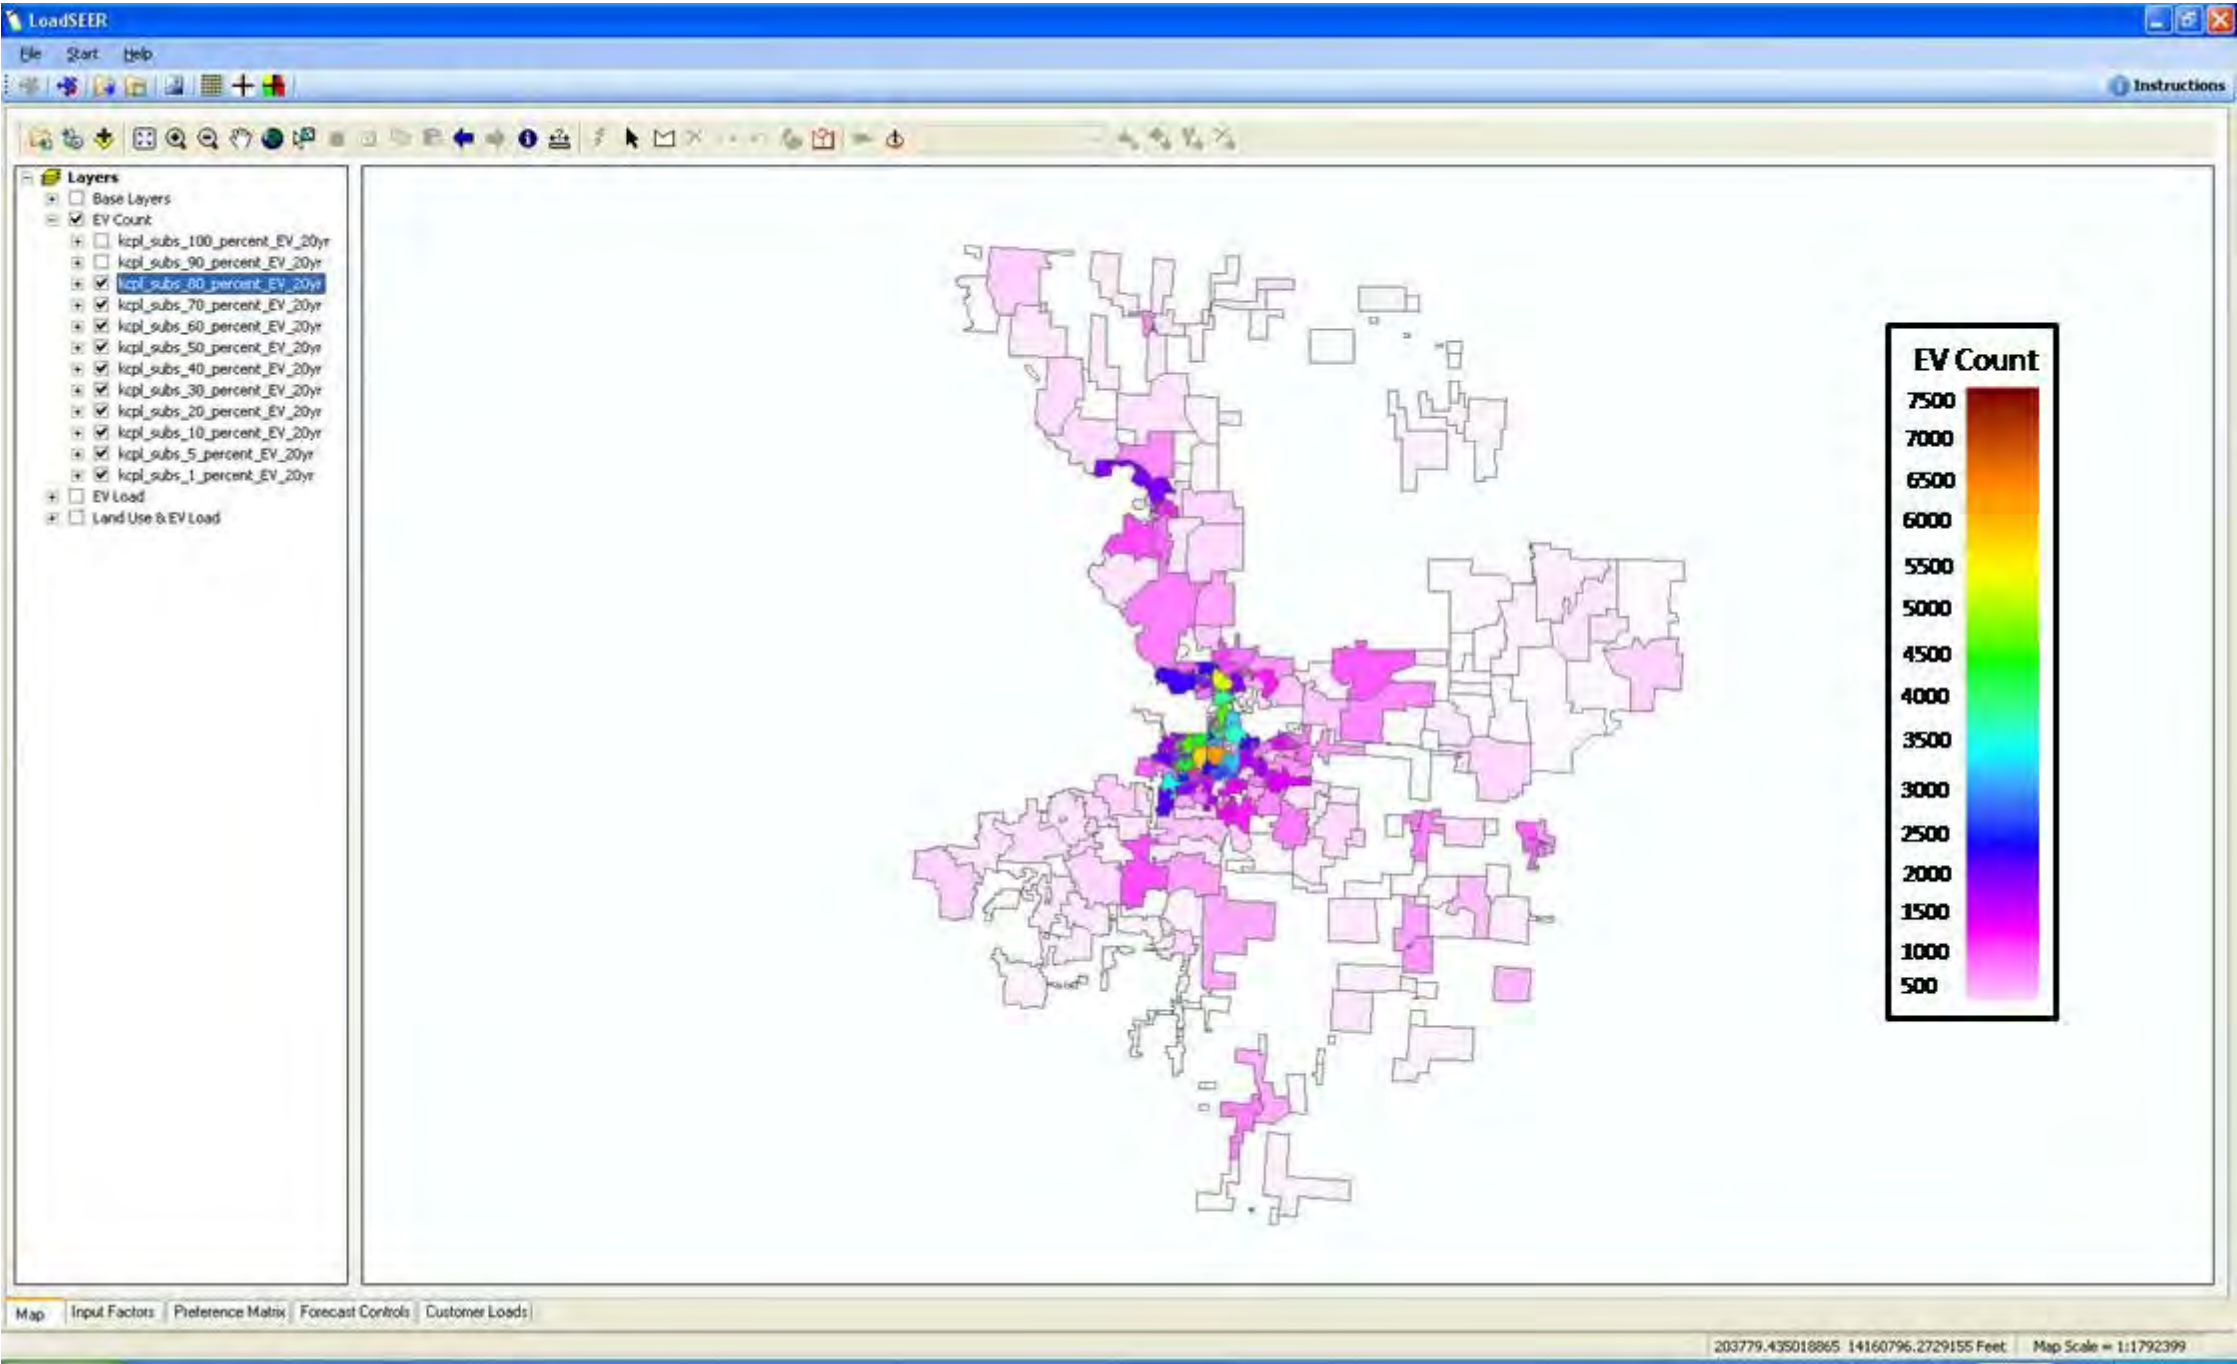 LoadSEER
File Start Help
Instructions
Layers
Base Layers
EV Count
kcpl_subs_100_percent_EV_20yr
kcpl_subs_90_percent_EV_20yr
kcpl_subs_80_percent_EV_20yr
kcpl_subs_70_percent_EV_20yr
kcpl_subs_60_percent_EV_20yr
kcpl_subs_50_percent_EV_20yr
kcpl_subs_40_percent_EV_20yr
kcpl_subs_30_percent_EV_20yr
kcpl_subs_20_percent_EV_20yr
kcpl_subs_10_percent_EV_20yr
kcpl_subs_5_percent_EV_20yr
kcpl_subs_1_percent_EV_20yr
EV Load
Land Use & EV Load
EV Count
7500
7000
6500
6000
5500
5000
4500
4000
3500
3000
2500
2000
1500
1000
500
Map Input Factors Preference Matrix Forecast Controls Customer Loads
203779.435018865 14160796.2729155 Feet Map Scale = 1:1792399